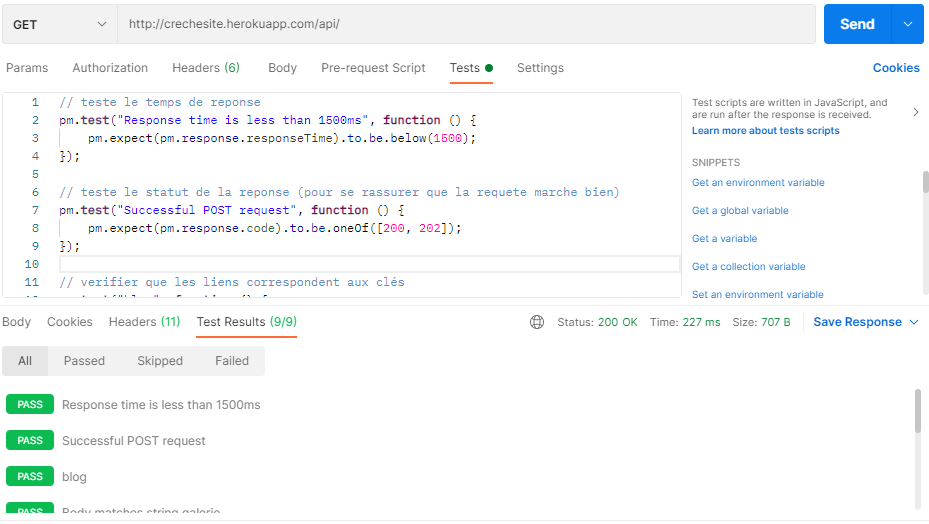 GET http://crechesite.herokuapp.com/api/ Send
Params Authorization Headers (6) Body Pre-request Script Tests Settings Cookies
1 // teste le temps de reponse
2 pm.test("Response time is less than 1500ms", function () {
3 pm.expect(pm.response.responseTime).to.be.below(1500);
4 });
5
6 // teste le statut de la reponse (pour se rassurer que la requete marche bien)
7 pm.test("Successful POST request", function () {
8 pm.expect(pm.response.code).to.be.oneOf([200, 202]);
9 });
10
11 // verifier que les liens correspondent aux clés
Test scripts are written in JavaScript, and
are run after the response is received.
Learn more about tests scripts
SNIPPETS
Get an environment variable
Get a global variable
Get a variable
Get a collection variable
Set an environment variable
Body Cookies Headers (11) Test Results (9/9) Status: 200 OK Time: 227 ms Size: 707 B Save Response
All Passed Skipped Failed
PASS Response time is less than 1500ms
PASS Successful POST request
PASS blog
PASS Body matches string galerie